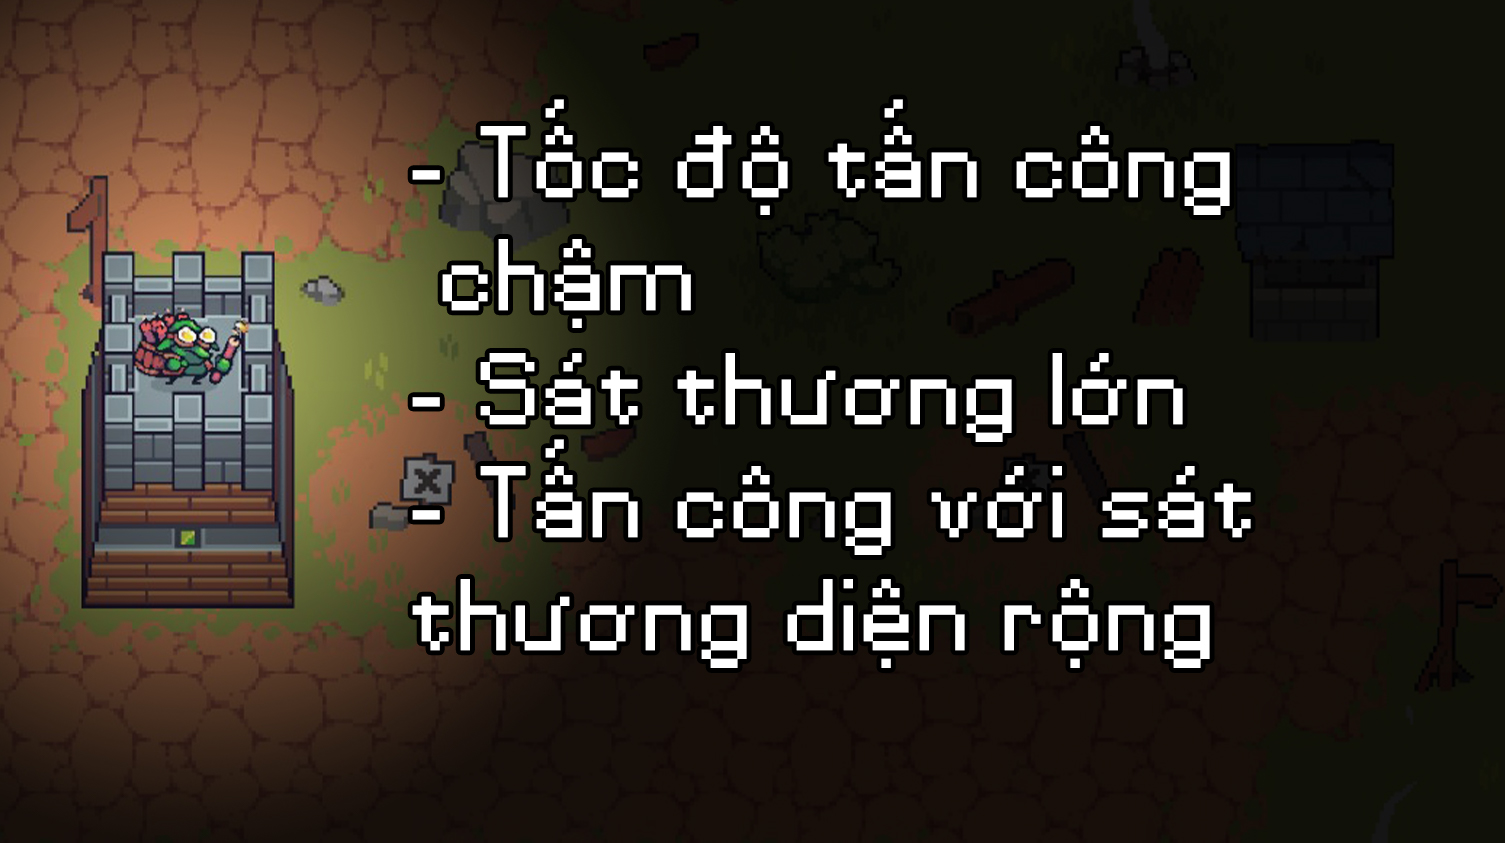 - Tốc độ tấn công
chậm
- Sát thương lớn
- Tấn công với sát
thương diện rộng